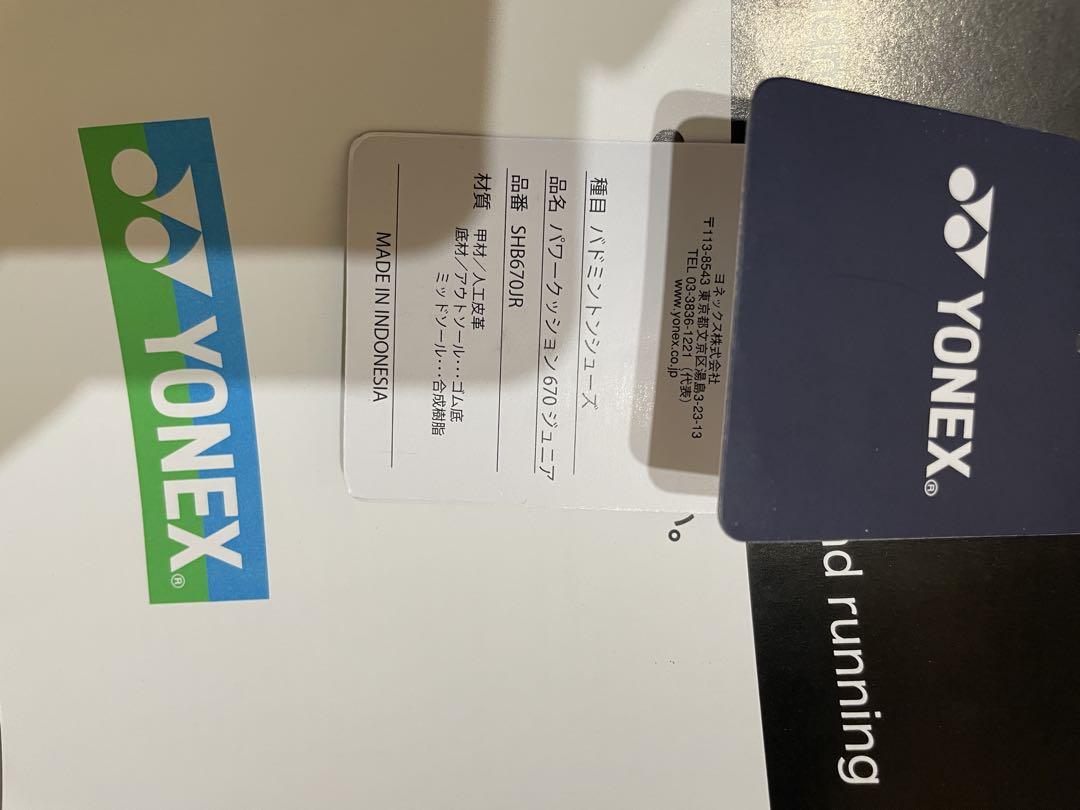 YONEX®
ヨネックス株式会社
〒113-8543 東京都文京区湯島3-23-13
TEL 03-3836-1221 (代表)
www.yonex.co.jp
種目 バドミントンシューズ
品名 パワークッション670 ジュニア
品番 SHB670JR
材質 甲材/人工皮革
底材/アウトソール…ゴム底
ミッドソール…合成樹脂
MADE IN INDONESIA
YONEX®
running
い。